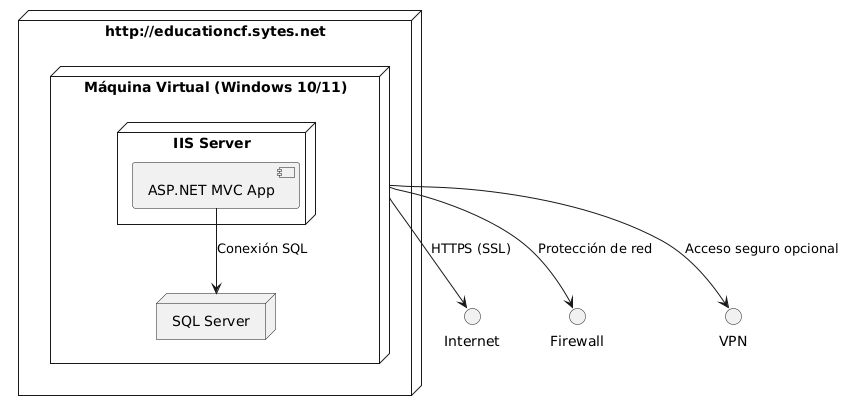 http://educationcf.sytes.net
Máquina Virtual (Windows 10/11)
IIS Server
ASP.NET MVC App
Conexión SQL
HTTPS (SSL)
Protección de red
Acceso seguro opcional
SQL Server
Internet
Firewall
VPN